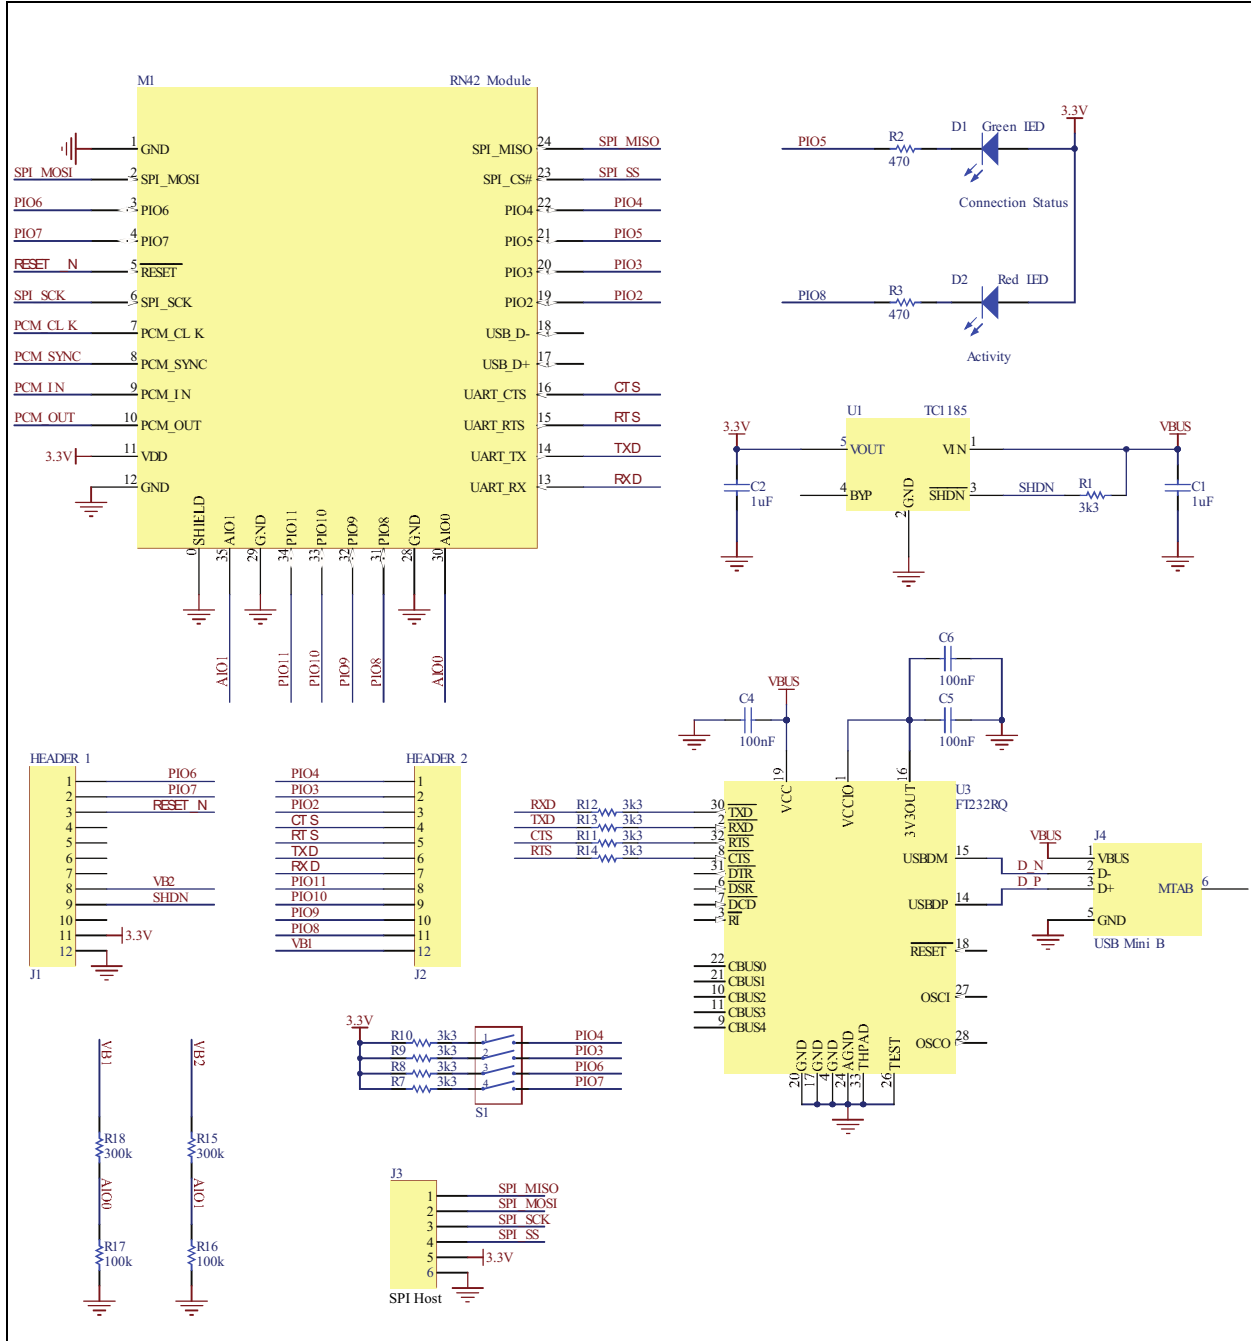 M1 RN42 Module
1 GND
SPI_MOSI 2 SPI_MOSI
PIO6 3 PIO6
PIO7 4 PIO7
RESET_N 5 RESET
SPI_SCK 6 SPI_SCK
PCM_CLK 7 PCM_CLK
PCM_SYNC 8 PCM_SYNC
PCM_IN 9 PCM_IN
PCM_OUT 10 PCM_OUT
3.3V 11 VDD
12 GND
SPI_MISO 24 SPI_MISO
SPI_CS# 23 SPI_SS
PIO4 22 PIO4
PIO5 21 PIO5
PIO3 20 PIO3
PIO2 19 PIO2
USB_D- 18
USB_D+ 17
UART_CTS 16 CTS
UART_RTS 15 RTS
UART_TX 14 TXD
UART_RX 13 RXD
0 SHIELD
35 AIO1 AIO1
29 GND
34 PIO11 PIO11
33 PIO10 PIO10
32 PIO9 PIO9
31 PIO8 PIO8
28 GND
30 AIO0 AIO0
3.3V
PIO5 R2 470 D1 Green LED
Connection Status
PIO8 R3 470 D2 Red LED
Activity
U1 TC1185
3.3V 5 VOUT VIN 1 VBUS
4 BYP SHDN 3 SHDN R1 3k3
2 GND
C2 1uF
C1 1uF
C6 100nF
C5 100nF
C4 100nF
VBUS
19 VCC
1 VCCIO
16 3V3OUT
U3
FT232RQ
RXD R12 3k3 30 TXD
TXD R13 3k3 2 RXD
CTS R11 3k3 32 RTS
RTS R14 3k3 8 CTS
31 DTR
6 DSR
7 DCD
3 RI
22 CBUS0
21 CBUS1
10 CBUS2
11 CBUS3
9 CBUS4
USBDM 15 D_N
USBDP 14 D_P
RESET 18
OSCI 27
OSCO 28
20 GND
17 GND
4 GND
24 AGND
33 THPAD
26 TEST
J4
VBUS 1 VBUS
2 D-
3 D+
5 GND
MTAB 6
USB Mini B
HEADER 1
1 PIO6
2 PIO7
3 RESET_N
4
5
6
7
8 VB2
9 SHDN
10
11 3.3V
12
J1
HEADER 2
PIO4 1
PIO3 2
PIO2 3
CTS 4
RTS 5
TXD 6
RXD 7
PIO11 8
PIO10 9
PIO9 10
PIO8 11
VB1 12
J2
3.3V
R10 3k3 1 PIO4
R9 3k3 2 PIO3
R8 3k3 3 PIO6
R7 3k3 4 PIO7
S1
VB1
R18
300k
AIO0
R17
100k
VB2
R15
300k
AIO1
R16
100k
J3
1 SPI_MISO
2 SPI_MOSI
3 SPI_SCK
4 SPI_SS
5 3.3V
6
SPI Host